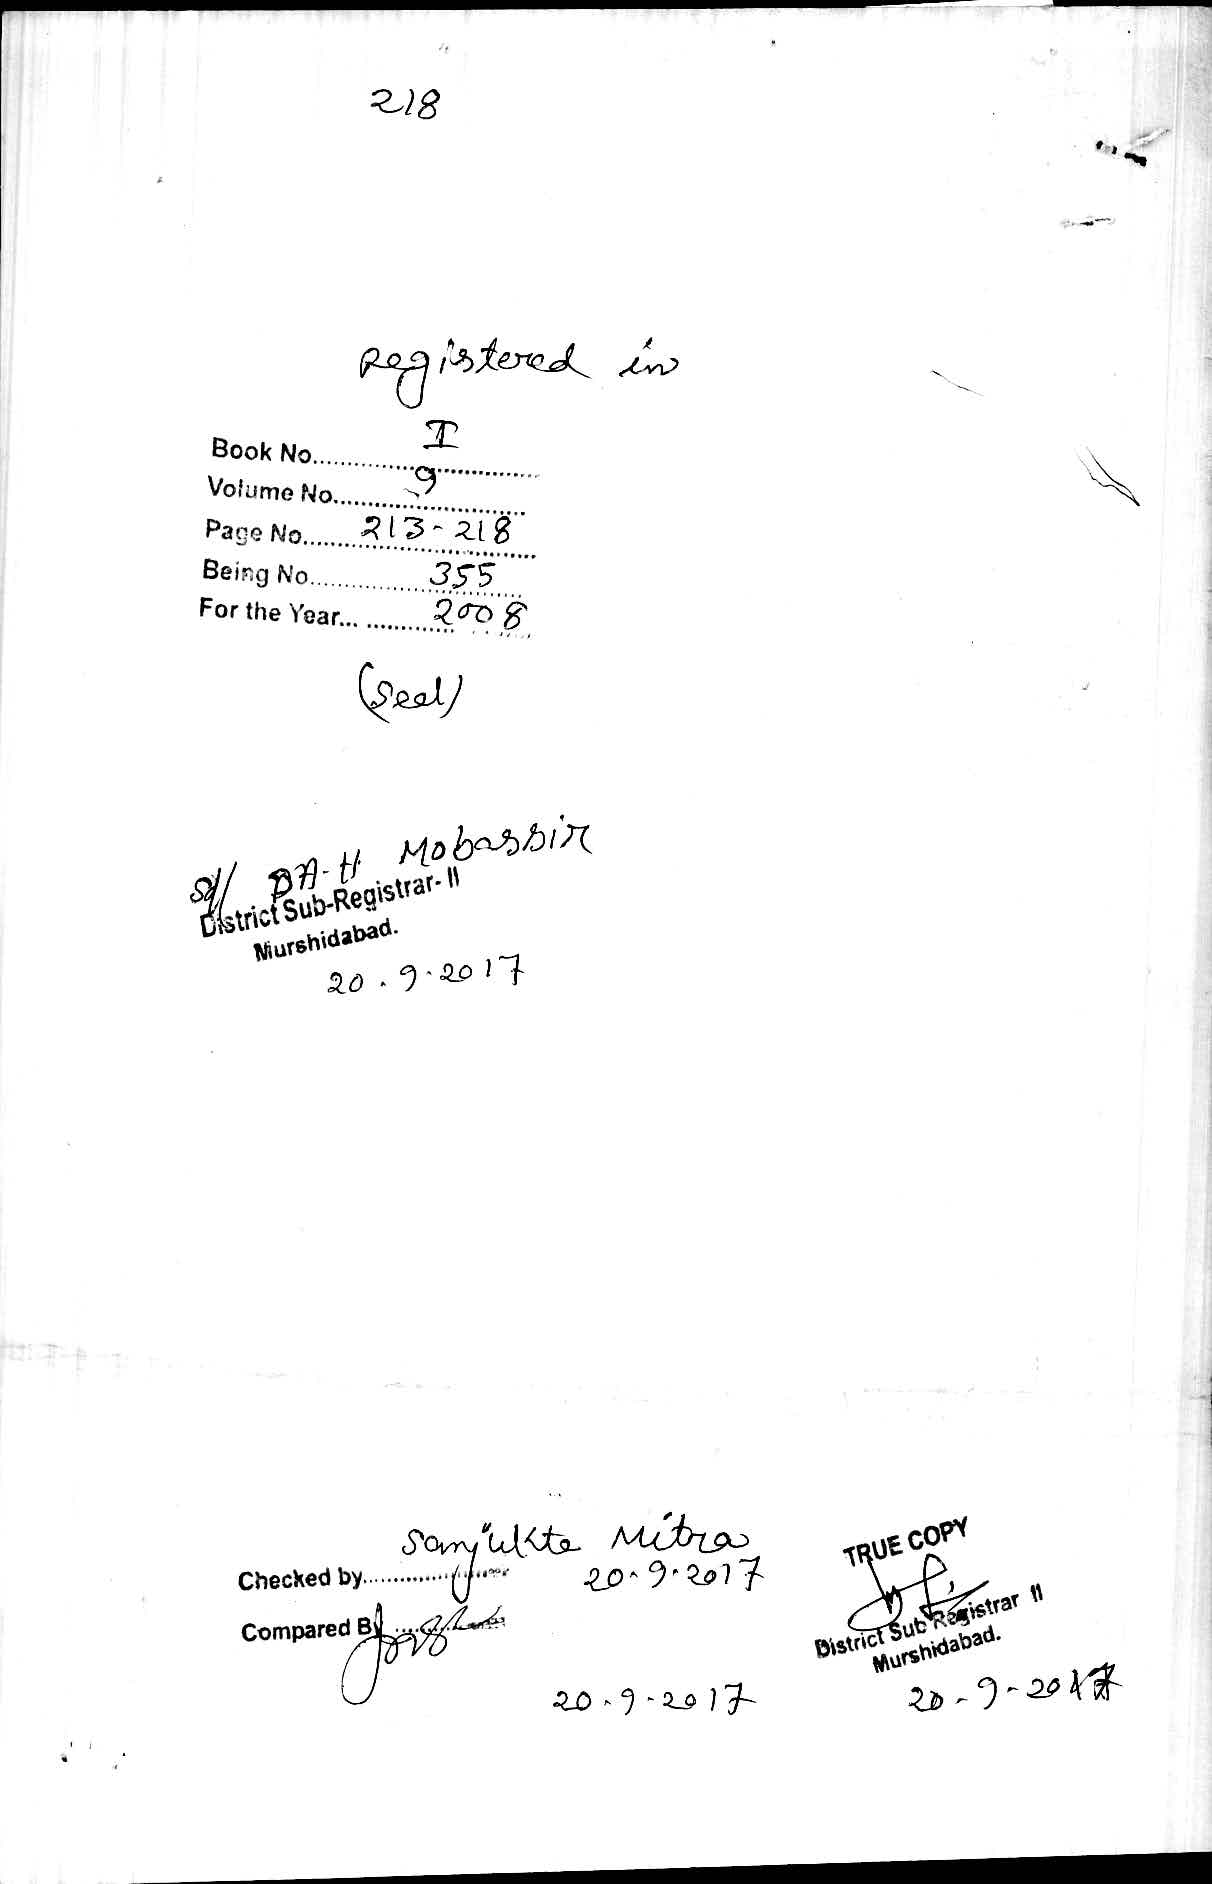 218
Registered in
Book No. I
Volume No. 9
Page No. 213-218
Being No. 355
For the Year... 2008
(Seal)
Sd/ DA-H Mobassir
District Sub-Registrar-II
Murshidabad.
20.9.2017
Sanjukta Mitra
Checked by 20.9.2017
Compared By
20.9.2017
TRUE COPY
District Sub Registrar II
Murshidabad.
20-9-2017